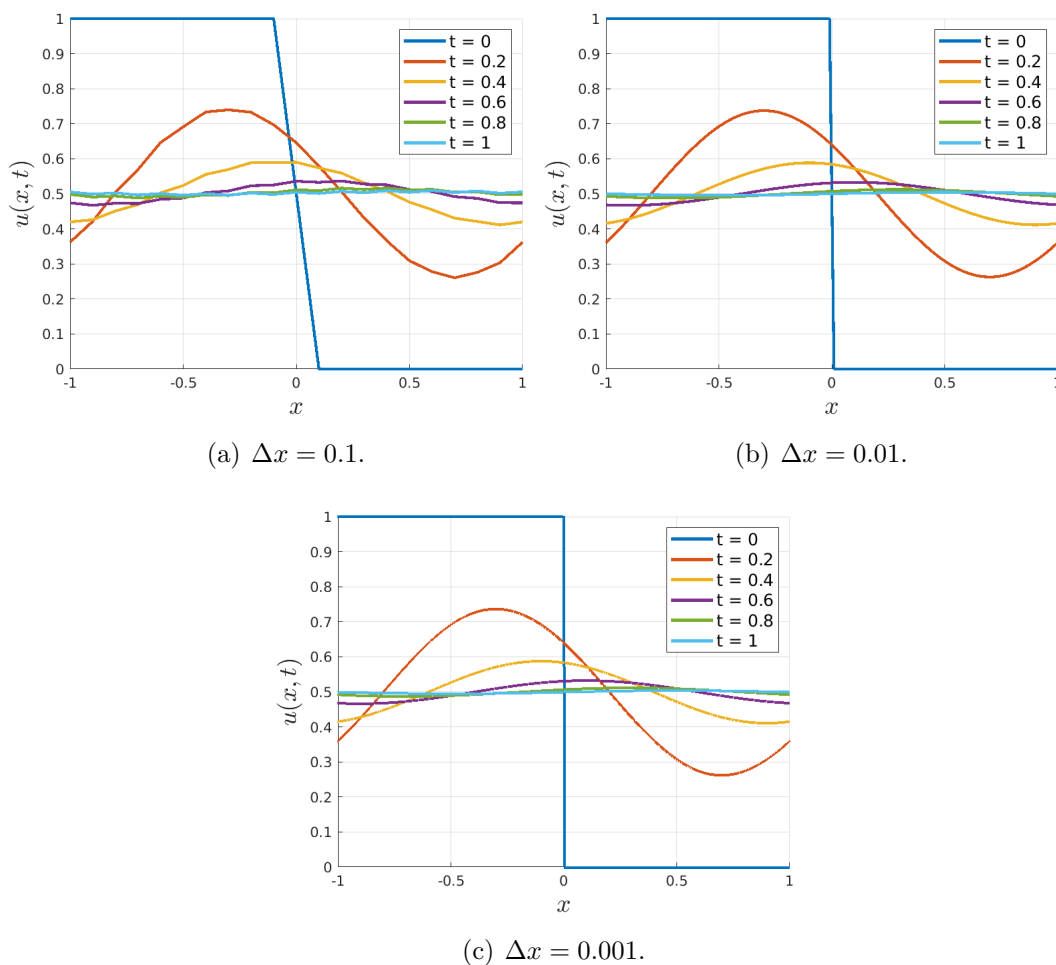 1
0.9
0.8
0.7
0.6
0.5
0.4
0.3
0.2
0.1
0
u(x, t)
-1
-0.5
0
0.5
1
x
t = 0
t = 0.2
t = 0.4
t = 0.6
t = 0.8
t = 1
(a) Δx = 0.1.
1
0.9
0.8
0.7
0.6
0.5
0.4
0.3
0.2
0.1
0
u(x, t)
-1
-0.5
0
0.5
1
x
t = 0
t = 0.2
t = 0.4
t = 0.6
t = 0.8
t = 1
(b) Δx = 0.01.
1
0.9
0.8
0.7
0.6
0.5
0.4
0.3
0.2
0.1
0
u(x, t)
-1
-0.5
0
0.5
1
x
t = 0
t = 0.2
t = 0.4
t = 0.6
t = 0.8
t = 1
(c) Δx = 0.001.